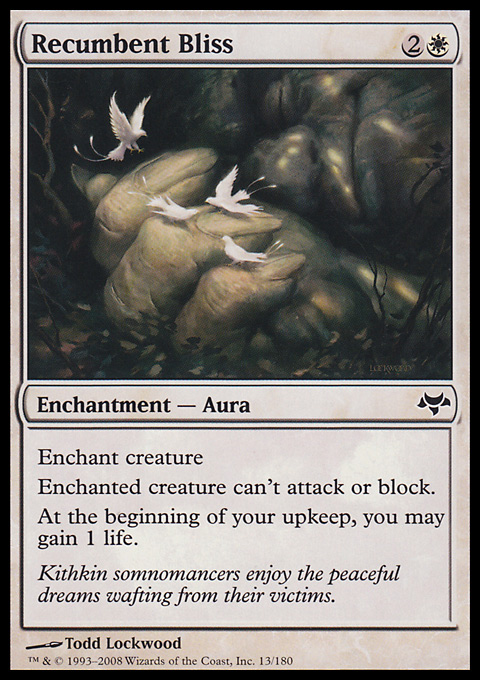 Recumbent Bliss 2
LOCKWOOD
Enchantment — Aura
Enchant creature
Enchanted creature can't attack or block.
At the beginning of your upkeep, you may
gain 1 life.
Kithkin somnomancers enjoy the peaceful
dreams wafting from their victims.
Todd Lockwood
™ & © 1993–2008 Wizards of the Coast, Inc. 13/180